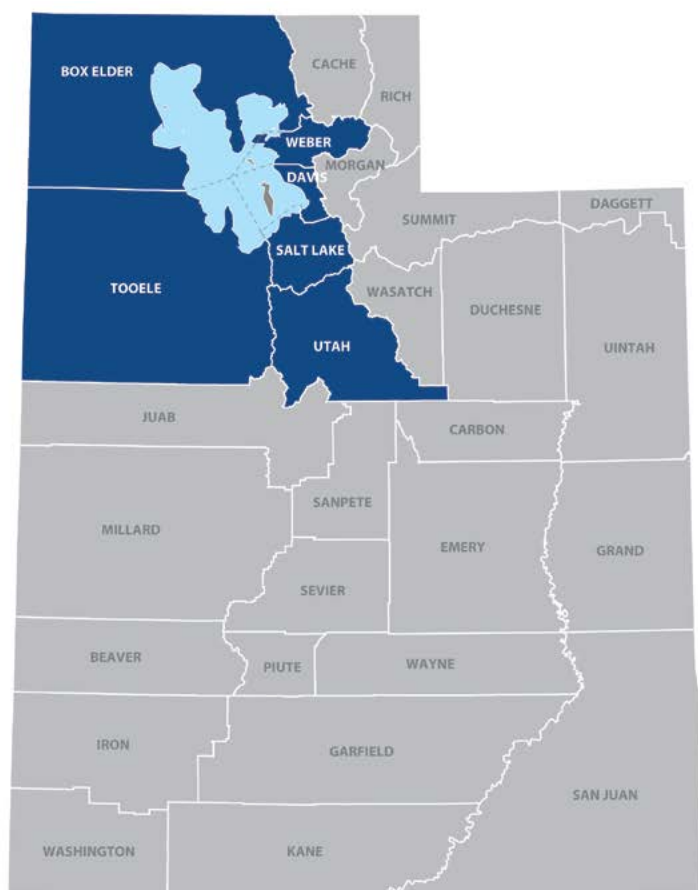 CACHE
BOX ELDER
RICH
WEBER
MORGAN
DAVIS
DAGGETT
SUMMIT
SALT LAKE
TOOELE
WASATCH
DUCHESNE
UTAH
UINTAH
JUAB
CARBON
SANPETE
MILLARD
EMERY
GRAND
SEVIER
BEAVER
PIUTE
WAYNE
IRON
GARFIELD
SAN JUAN
WASHINGTON
KANE